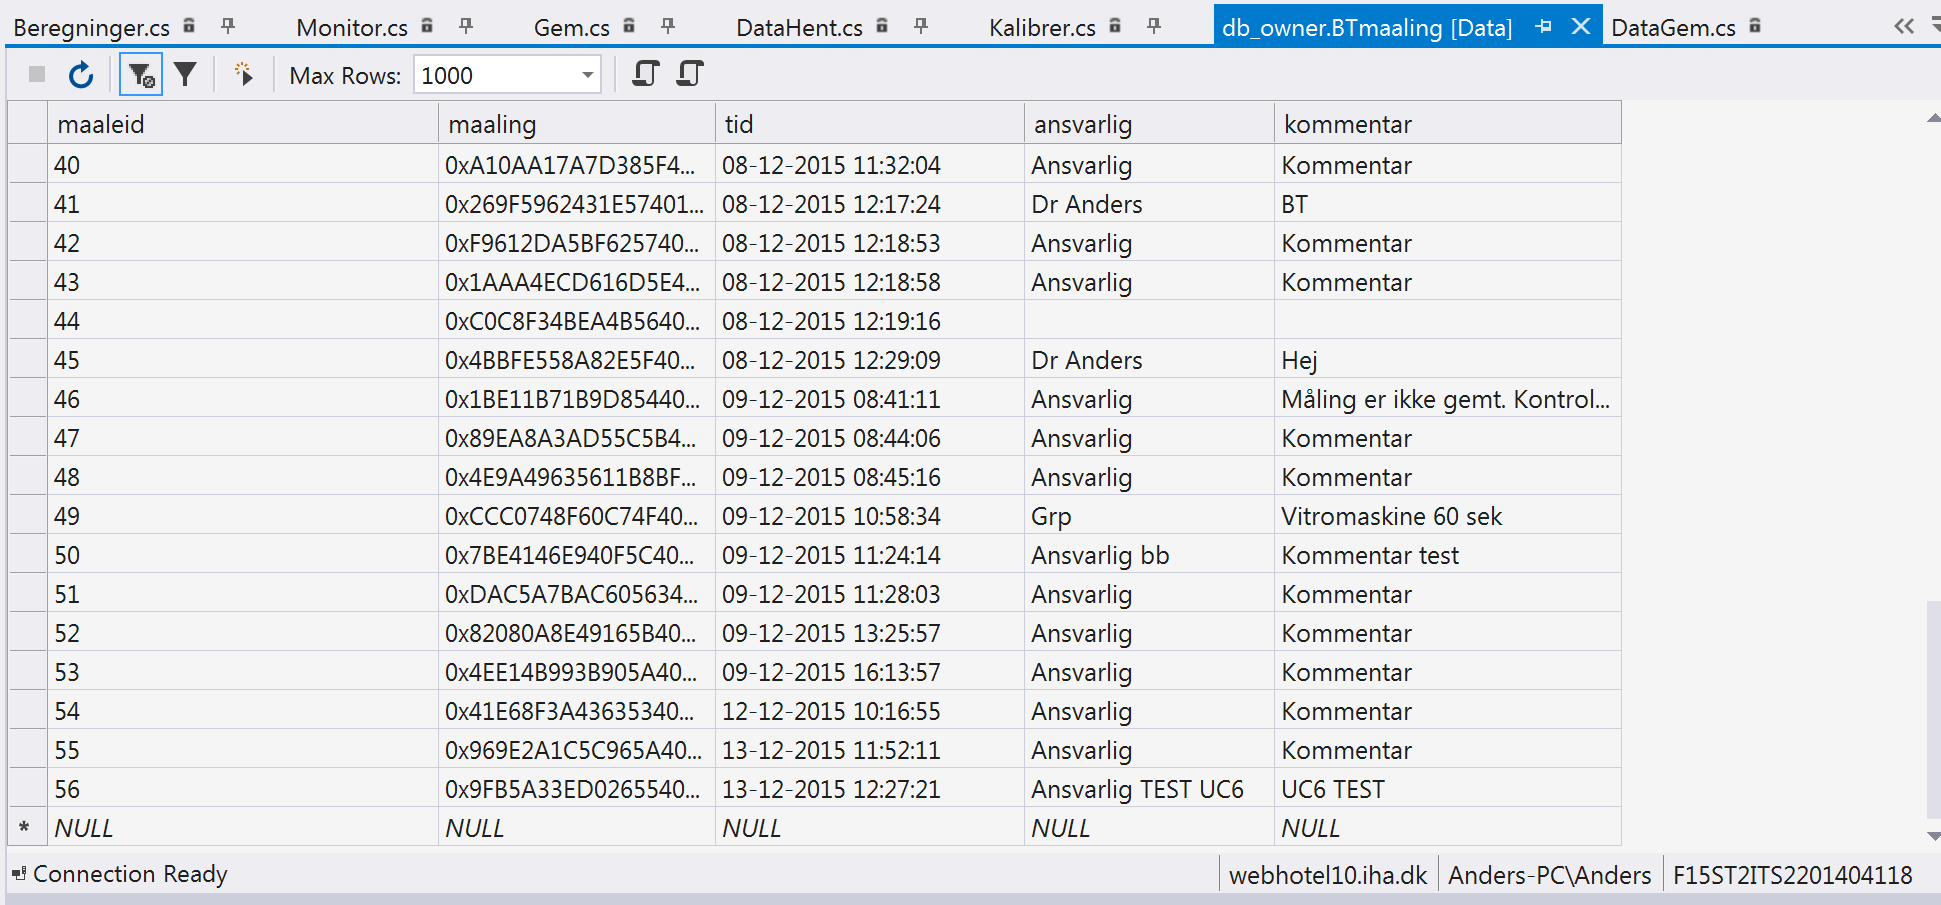 Beregninger.cs Monitor.cs Gem.cs DataHent.cs Kalibrer.cs db_owner.BTmaaling [Data] DataGem.cs
Max Rows: 1000
maaleid maaling tid ansvarlig kommentar
40 0xA10AA17A7D385F4... 08-12-2015 11:32:04 Ansvarlig Kommentar
41 0x269F5962431E57401... 08-12-2015 12:17:24 Dr Anders BT
42 0xF9612DA5BF625740... 08-12-2015 12:18:53 Ansvarlig Kommentar
43 0x1AAA4ECD616D5E4... 08-12-2015 12:18:58 Ansvarlig Kommentar
44 0xC0C8F34BEA4B5640... 08-12-2015 12:19:16
45 0x4BBFE558A82E5F40... 08-12-2015 12:29:09 Dr Anders Hej
46 0x1BE11B71B9D85440... 09-12-2015 08:41:11 Ansvarlig Måling er ikke gemt. Kontrol...
47 0x89EA8A3AD55C5B4... 09-12-2015 08:44:06 Ansvarlig Kommentar
48 0x4E9A49635611B8BF... 09-12-2015 08:45:16 Ansvarlig Kommentar
49 0xCCC0748F60C74F40... 09-12-2015 10:58:34 Grp Vitromaskine 60 sek
50 0x7BE4146E940F5C40... 09-12-2015 11:24:14 Ansvarlig bb Kommentar test
51 0xDAC5A7BAC605634... 09-12-2015 11:28:03 Ansvarlig Kommentar
52 0x82080A8E49165B40... 09-12-2015 13:25:57 Ansvarlig Kommentar
53 0x4EE14B993B905A40... 09-12-2015 16:13:57 Ansvarlig Kommentar
54 0x41E68F3A43635340... 12-12-2015 10:16:55 Ansvarlig Kommentar
55 0x969E2A1C5C965A40... 13-12-2015 11:52:11 Ansvarlig Kommentar
56 0x9FB5A33ED0265540... 13-12-2015 12:27:21 Ansvarlig TEST UC6 UC6 TEST
* NULL NULL NULL NULL NULL
Connection Ready webhotel10.iha.dk Anders-PC\Anders F15ST2ITS2201404118